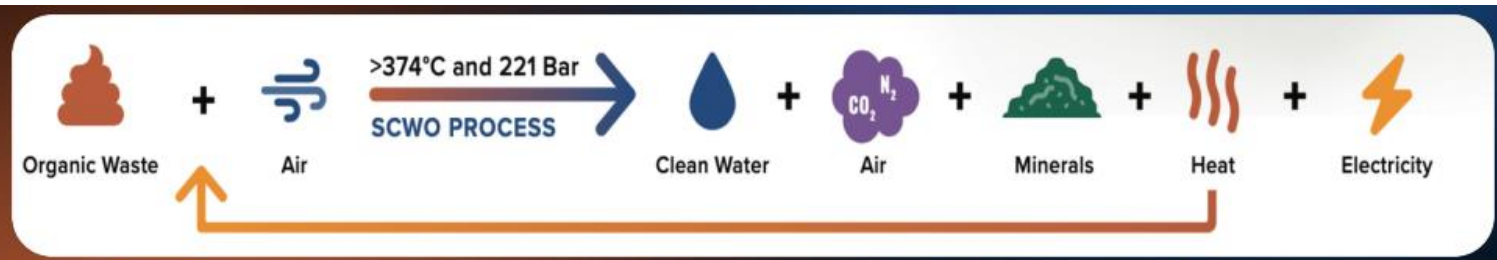 >374°C and 221 Bar
SCWO PROCESS
CO₂
N₂
Organic Waste
Air
Clean Water
Air
Minerals
Heat
Electricity